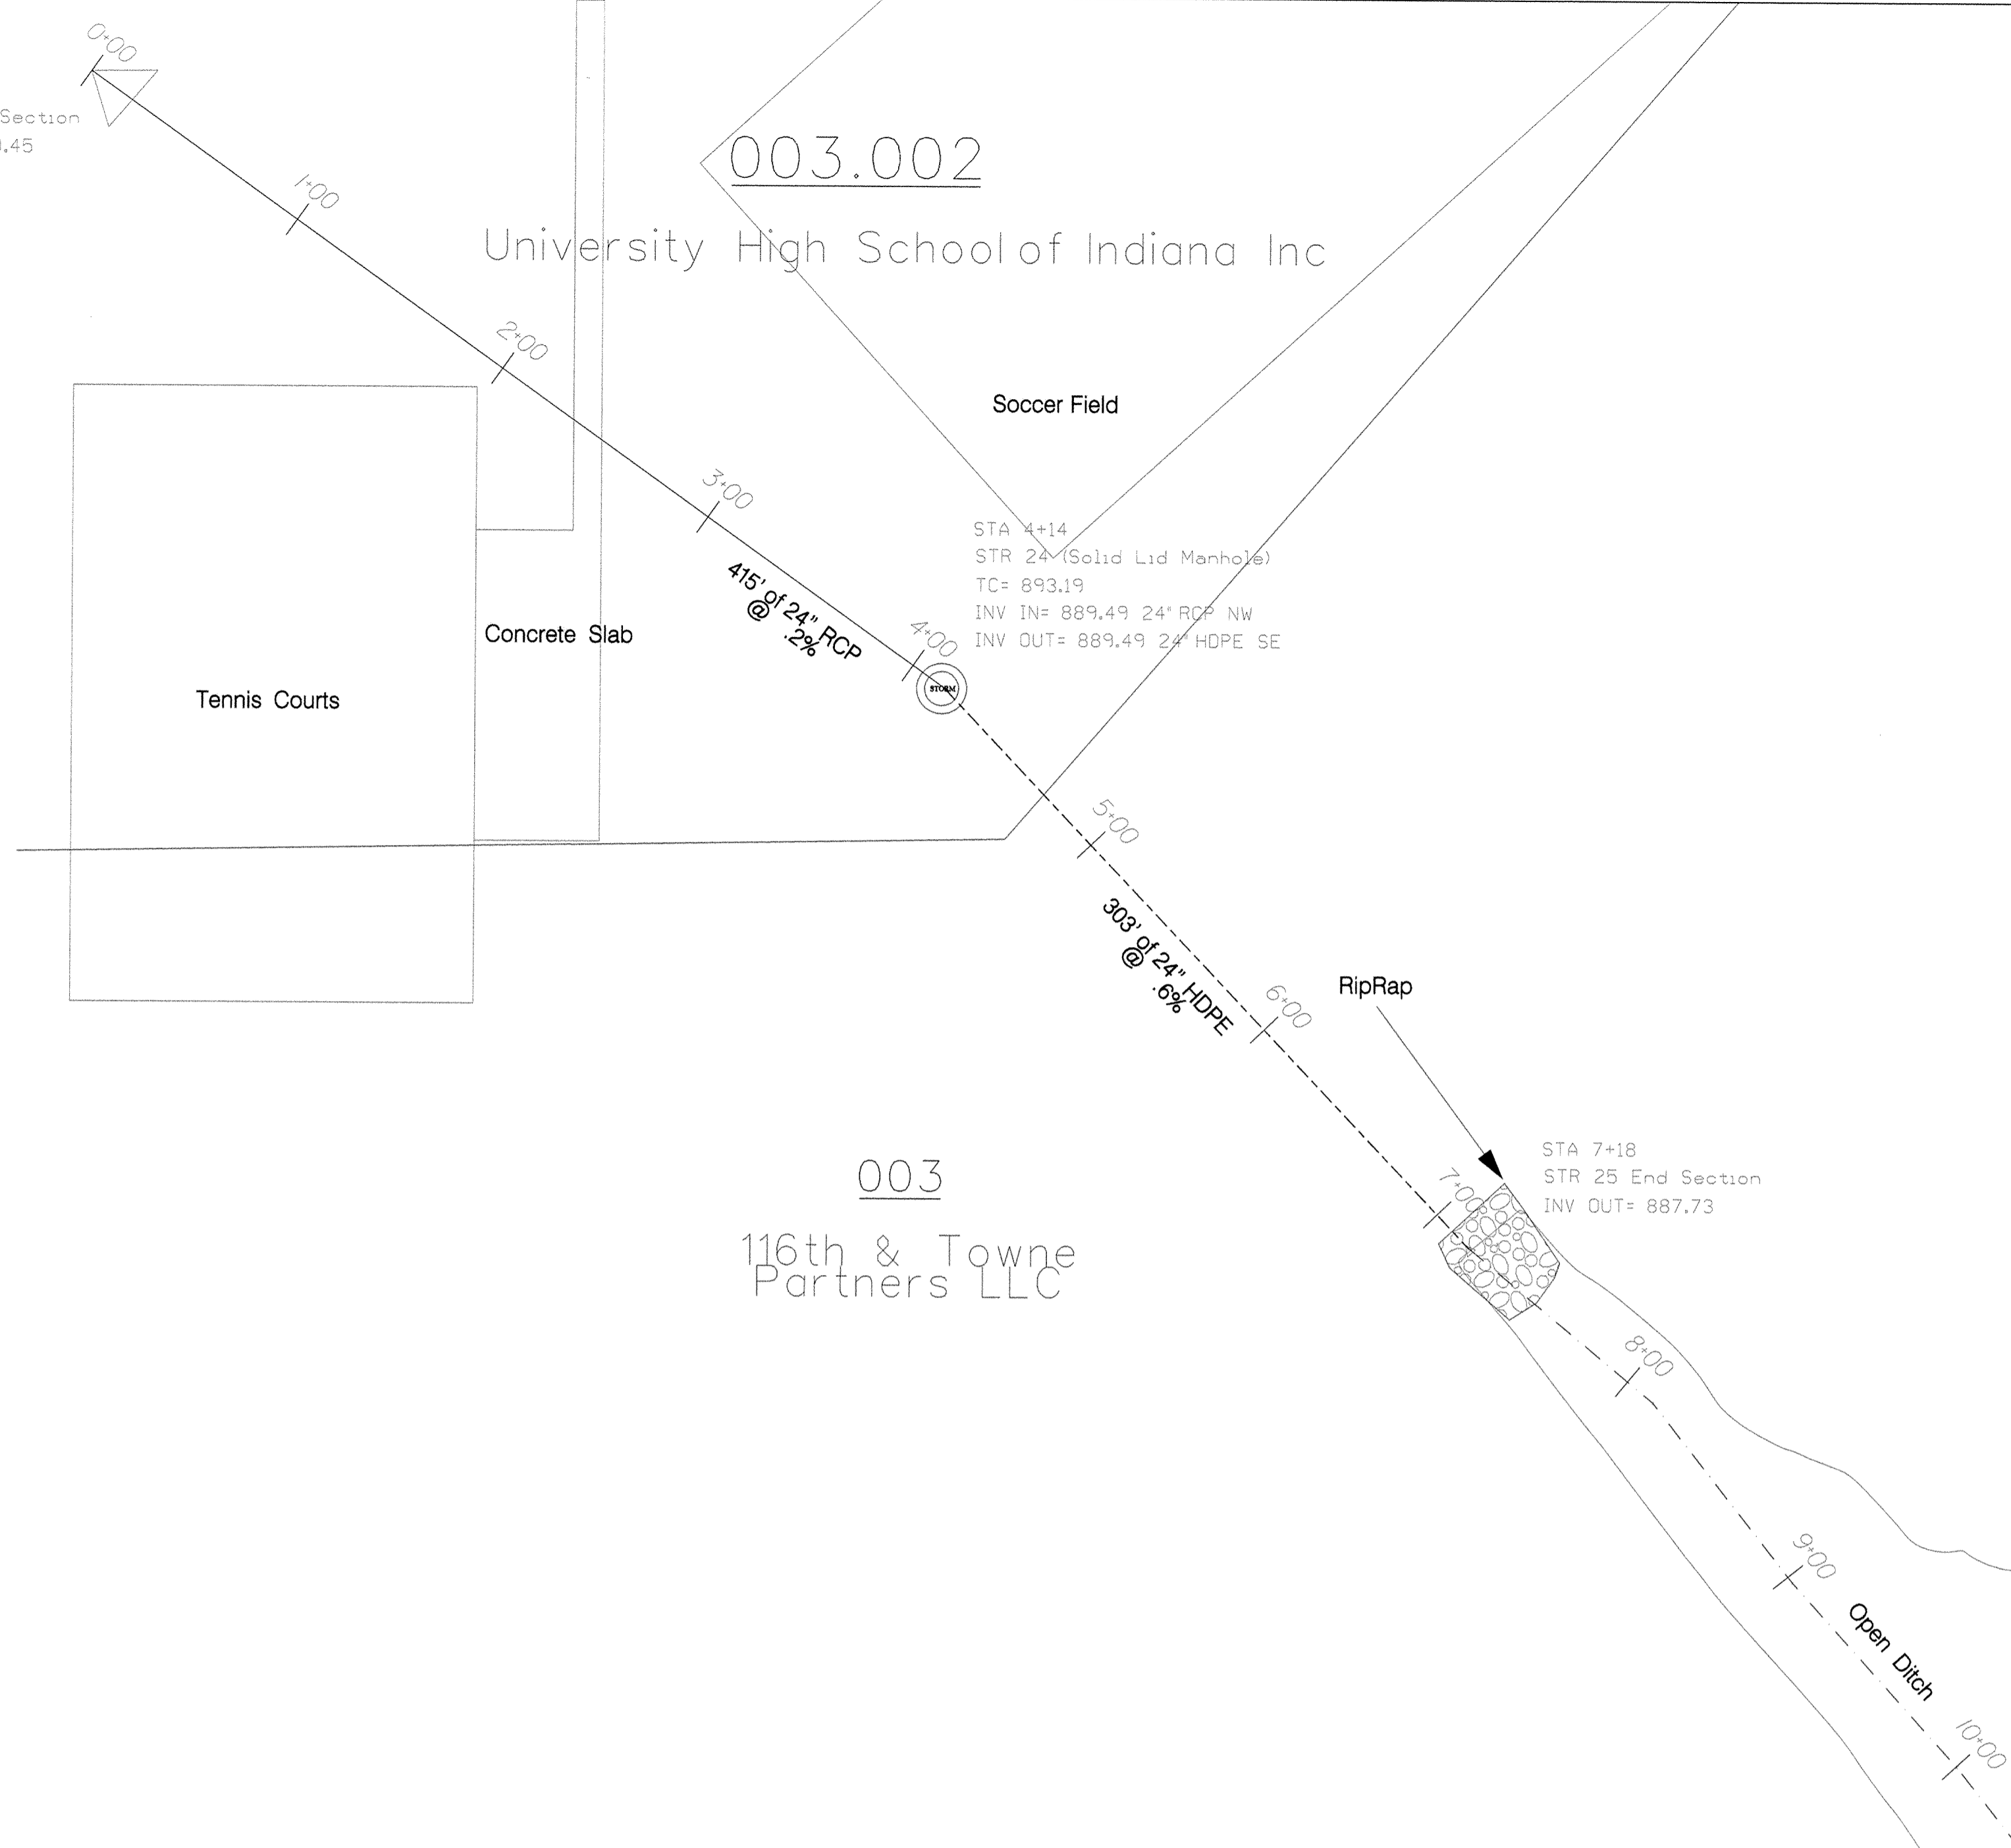 0+00
Section
.45
1+00
003.002
University High School of Indiana Inc
2+00
Soccer Field
3+00
STA 4+14
STR 24 (Solid Lid Manhole)
TC= 893.19
INV IN= 889.49 24" RCP NW
INV OUT= 889.49 24" HDPE SE
415' of 24" RCP
@ .2%
4+00
STORM
Concrete Slab
Tennis Courts
5+00
303' of 24" HDPE
@ .6%
6+00
RipRap
STA 7+18
STR 25 End Section
INV OUT= 887.73
7+00
003
116th & Towne
Partners LLC
8+00
9+00
Open Ditch
10+00